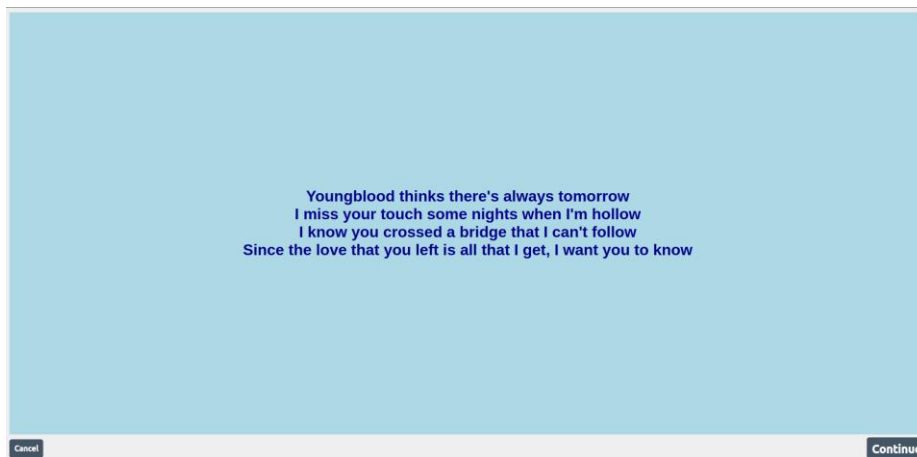 Youngblood thinks there's always tomorrow
I miss your touch some nights when I'm hollow
I know you crossed a bridge that I can't follow
Since the love that you left is all that I get, I want you to know
Cancel
Continue